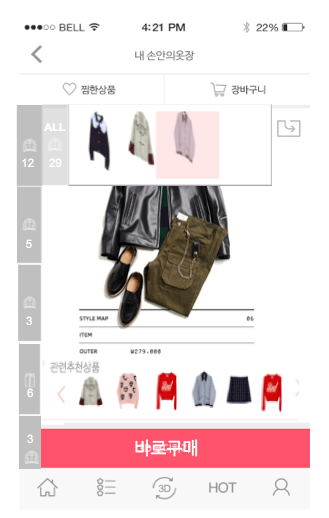 BELL 4:21 PM 22%
내 손안의옷장
찜한상품 장바구니
ALL
12 29
5
STYLE MAP 06
ITEM
3
OUTER ₩279.000
관련추천상품
6
3
바로구매
3D HOT